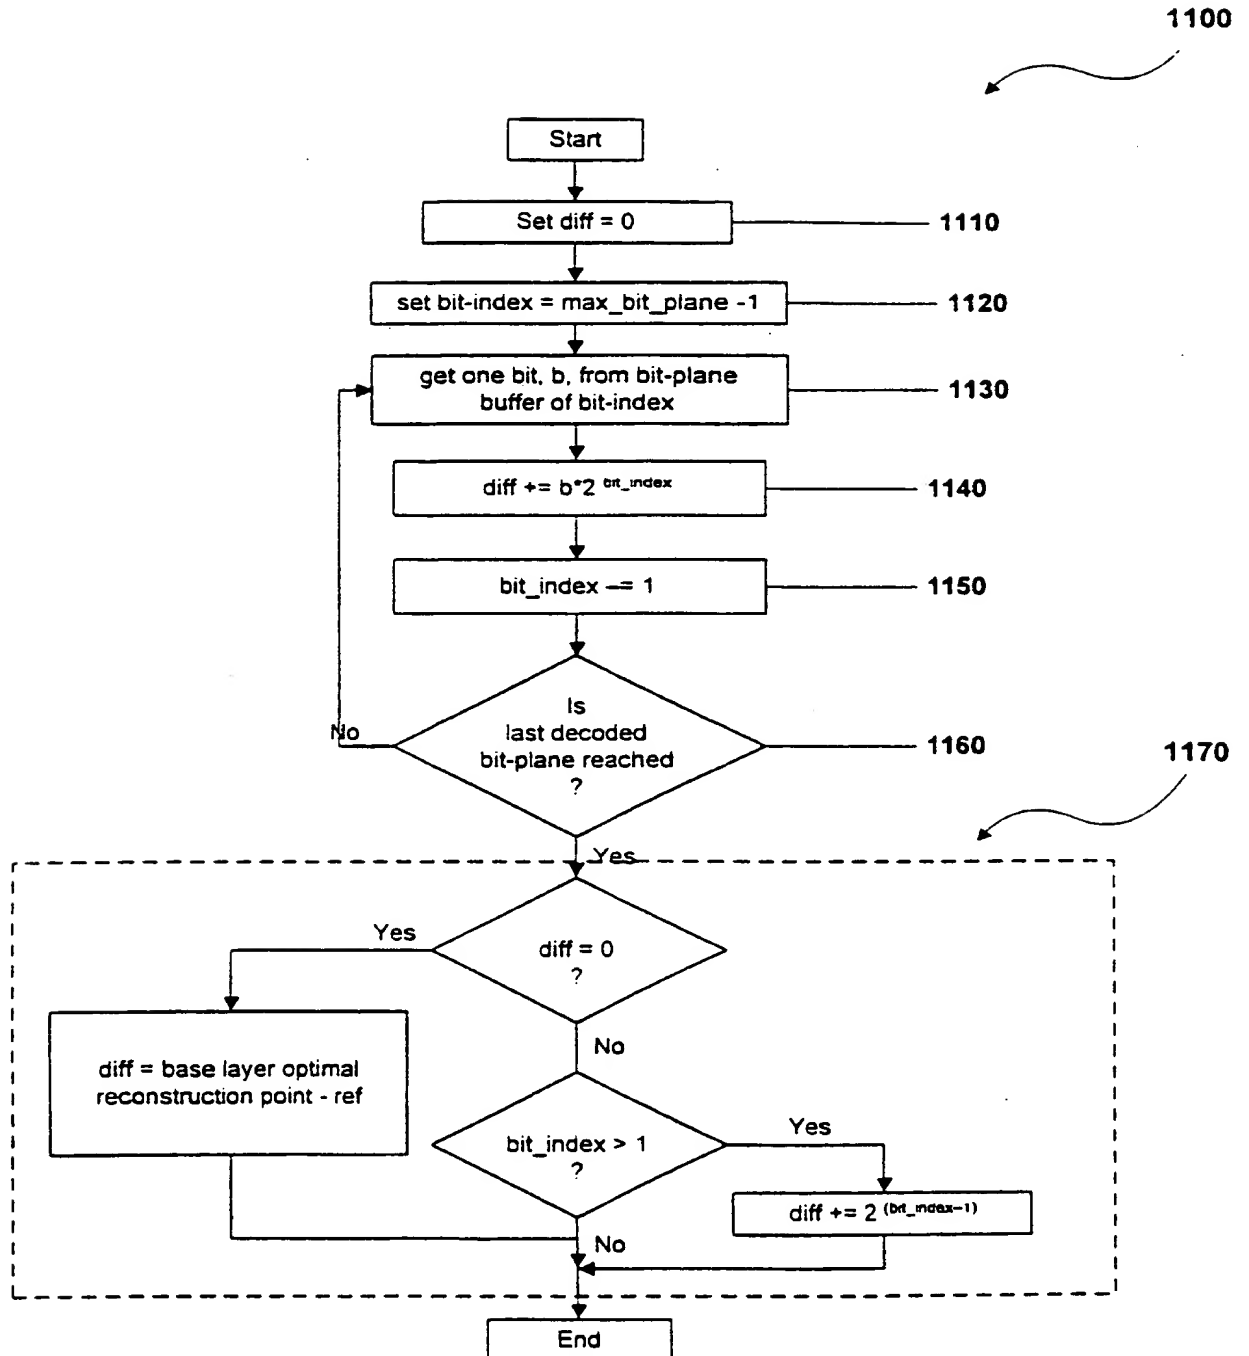 1100
Start
Set diff = 0
1110
set bit-index = max_bit_plane -1
1120
get one bit, b, from bit-plane
buffer of bit-index
1130
diff += b*2 bit_index
1140
bit_index -= 1
1150
Is
last decoded
bit-plane reached
?
No
1160
1170
Yes
diff = 0
?
Yes
No
diff = base layer optimal
reconstruction point - ref
bit_index > 1
?
Yes
diff += 2 (bit_index-1)
No
End